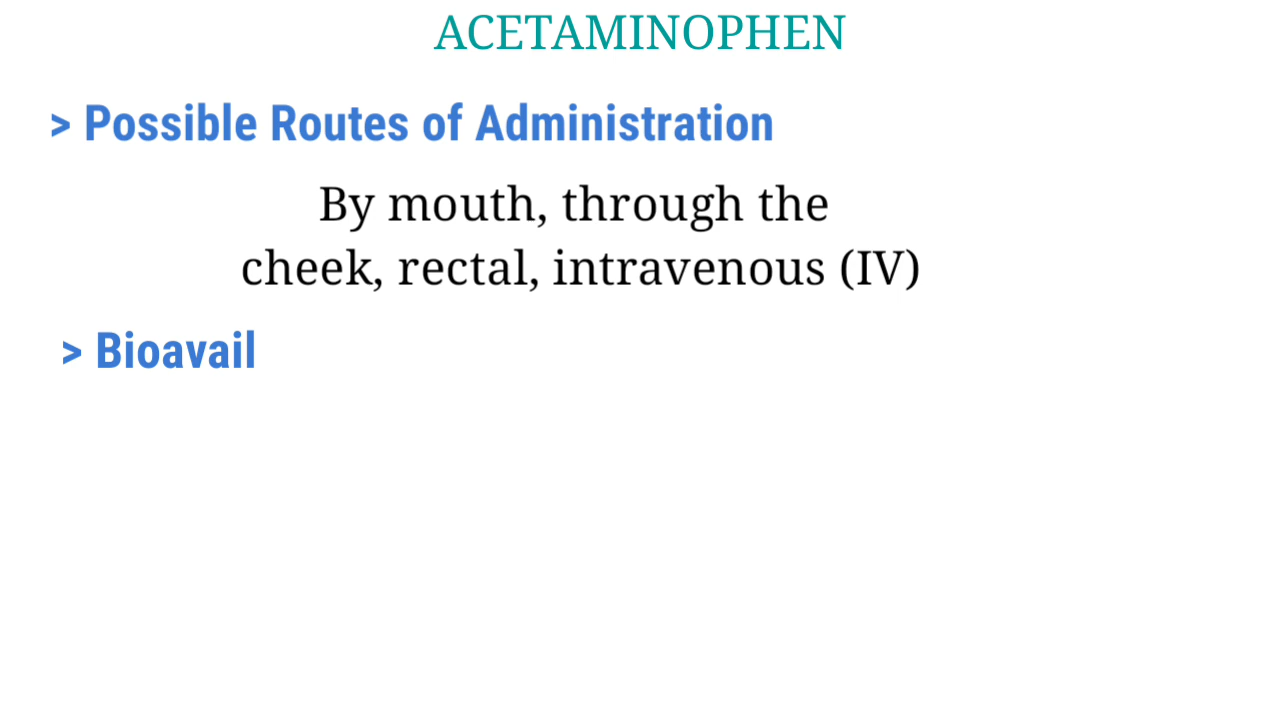 ACETAMINOPHEN
> Possible Routes of Administration
By mouth, through the
cheek, rectal, intravenous (IV)
> Bioavail